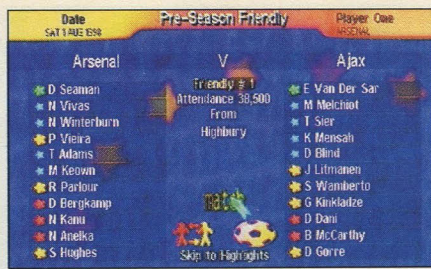 Date
SAT 1 AUG 1998
Pre-Season Friendly
Player One
ARSENAL
Arsenal
V
Ajax
D Seaman
N Vivas
N Winterburn
P Vieira
T Adams
M Keown
R Parlour
D Bergkamp
N Kanu
N Anelka
S Hughes
Friendly # 1
Attendance 38,500
From
Highbury
match
Skip to Highlights
E Van Der Sar
M Melchiot
T Sier
K Mensah
D Blind
J Litmanen
S Wamberto
G Kinkladze
D Dani
B McCarthy
D Gorre